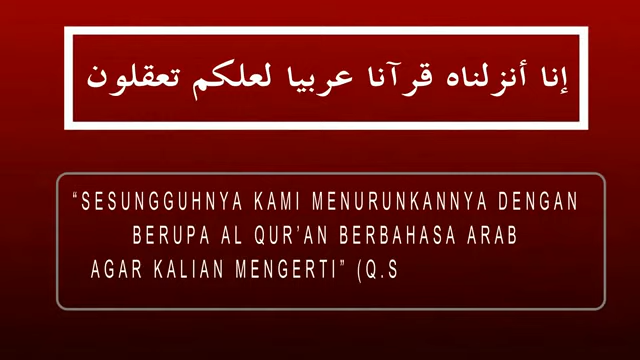 إنا أنزلناه قرآنا عربيا لعلكم تعقلون
“SESUNGGUHNYA KAMI MENURUNKANNYA DENGAN
BERUPA AL QUR’AN BERBAHASA ARAB
AGAR KALIAN MENGERTI” (Q.S